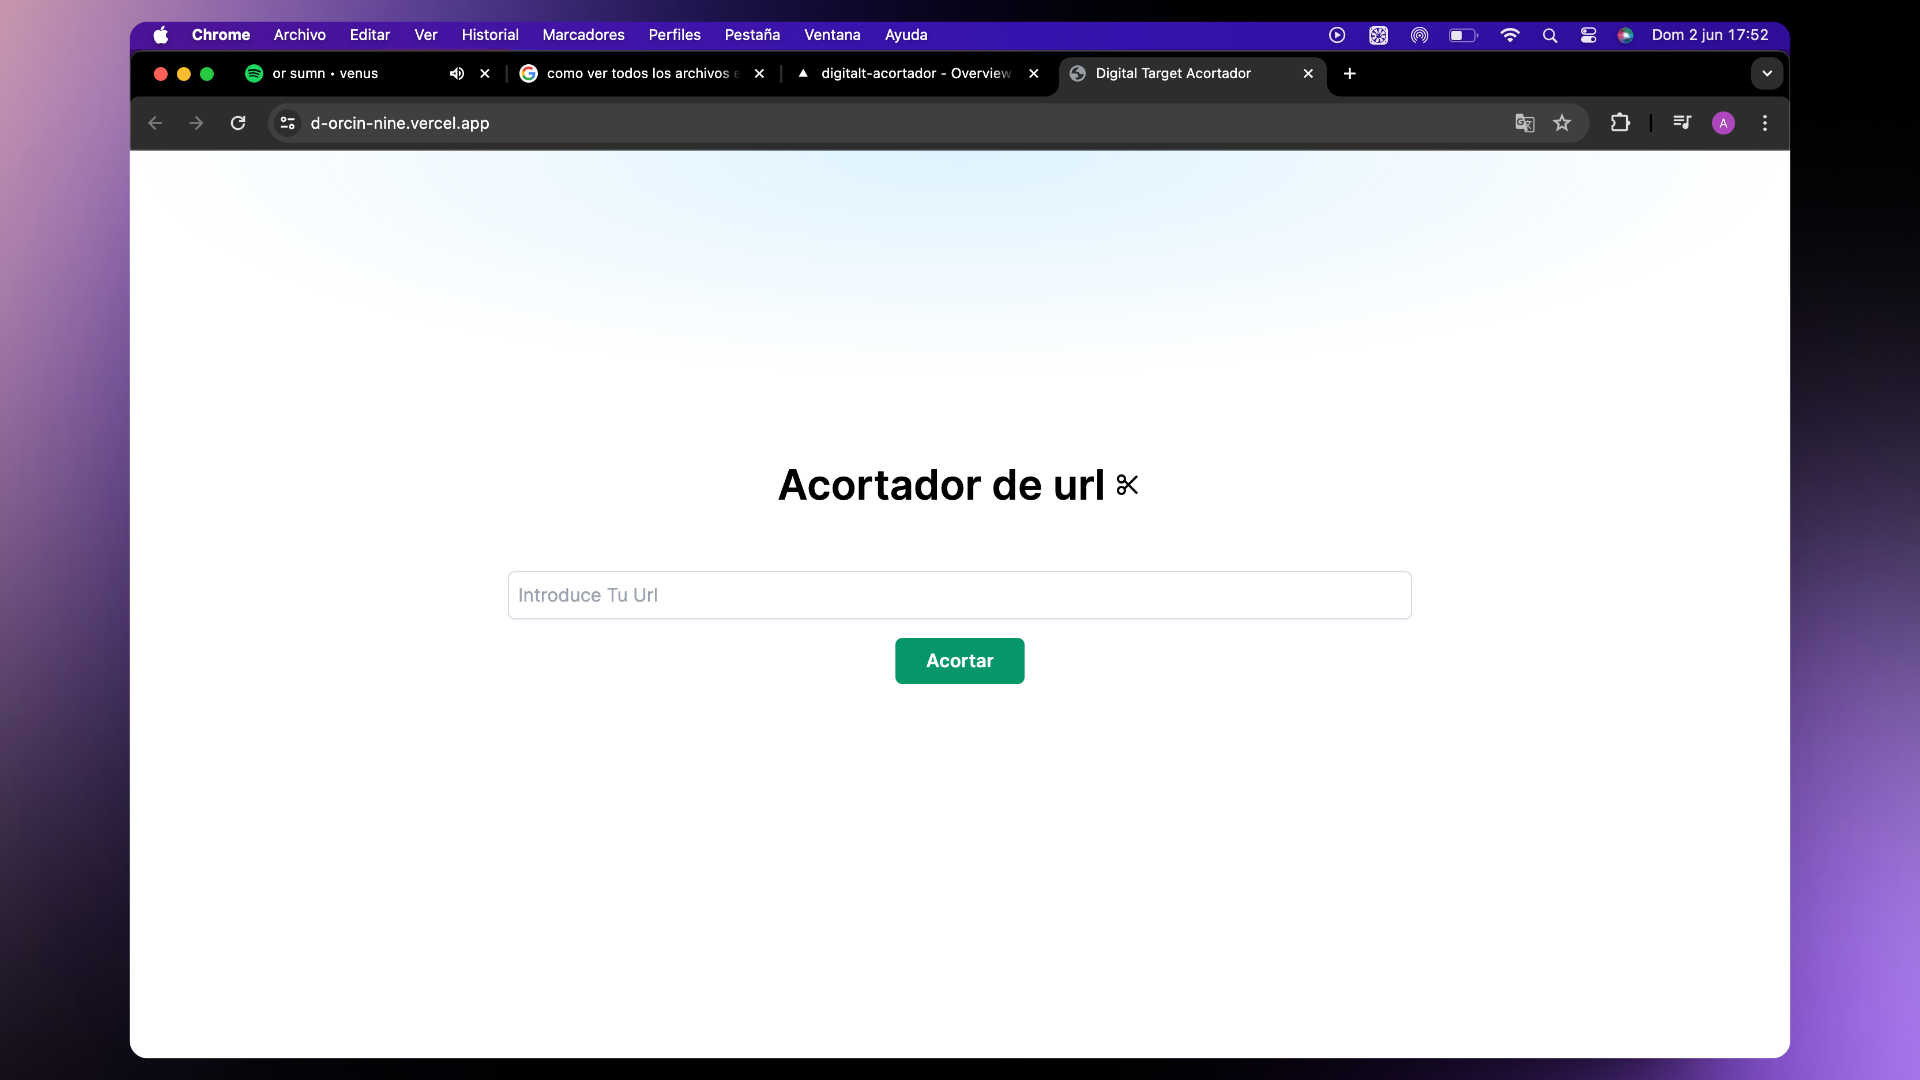 Chrome Archivo Editar Ver Historial Marcadores Perfiles Pestaña Ventana Ayuda Dom 2 jun 17:52
or sumn • venus como ver todos los archivos digitalt-acortador - Overview Digital Target Acortador
d-orcin-nine.vercel.app A
Acortador de url
Introduce Tu Url
Acortar